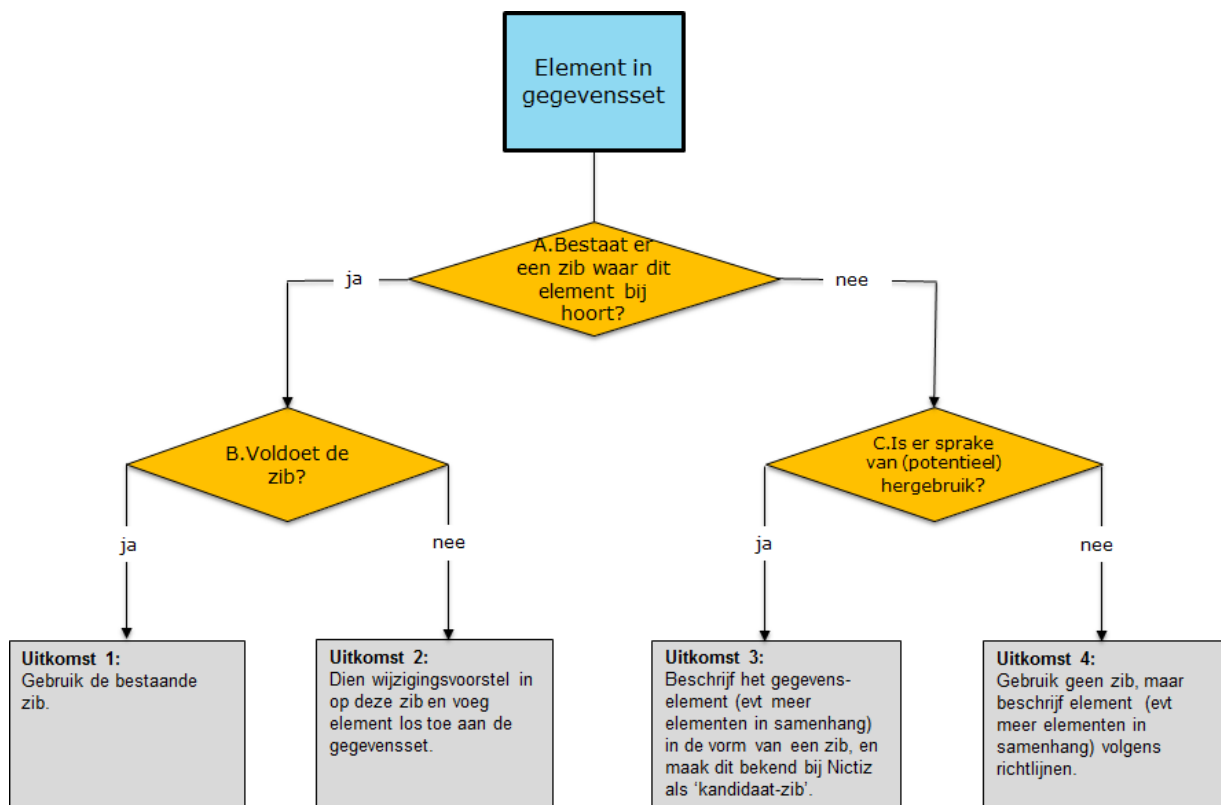 Element in
gegevensset
A.Bestaat er
een zib waar dit
element bij
hoort?
ja
nee
B.Voldoet de
zib?
C.Is er sprake
van (potentieel)
hergebruik?
ja
nee
ja
nee
Uitkomst 1:
Gebruik de bestaande
zib.
Uitkomst 2:
Dien wijzigingsvoorstel in
op deze zib en voeg
element los toe aan de
gegevensset.
Uitkomst 3:
Beschrijf het gegevens-
element (evt meer
elementen in samenhang)
in de vorm van een zib, en
maak dit bekend bij Nictiz
als ‘kandidaat-zib’.
Uitkomst 4:
Gebruik geen zib, maar
beschrijf element (evt
meer elementen in
samenhang) volgens
richtlijnen.